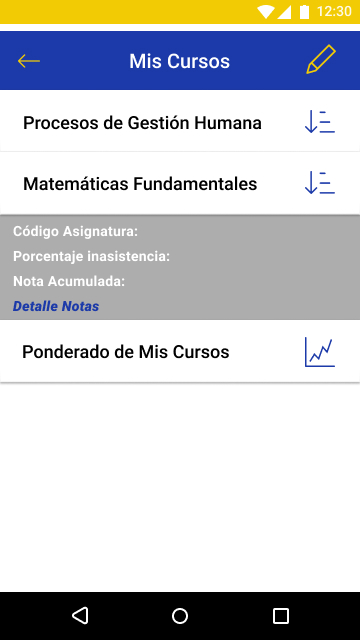 12:30
Mis Cursos
Procesos de Gestión Humana
Matemáticas Fundamentales
Código Asignatura:
Porcentaje inasistencia:
Nota Acumulada:
Detalle Notas
Ponderado de Mis Cursos